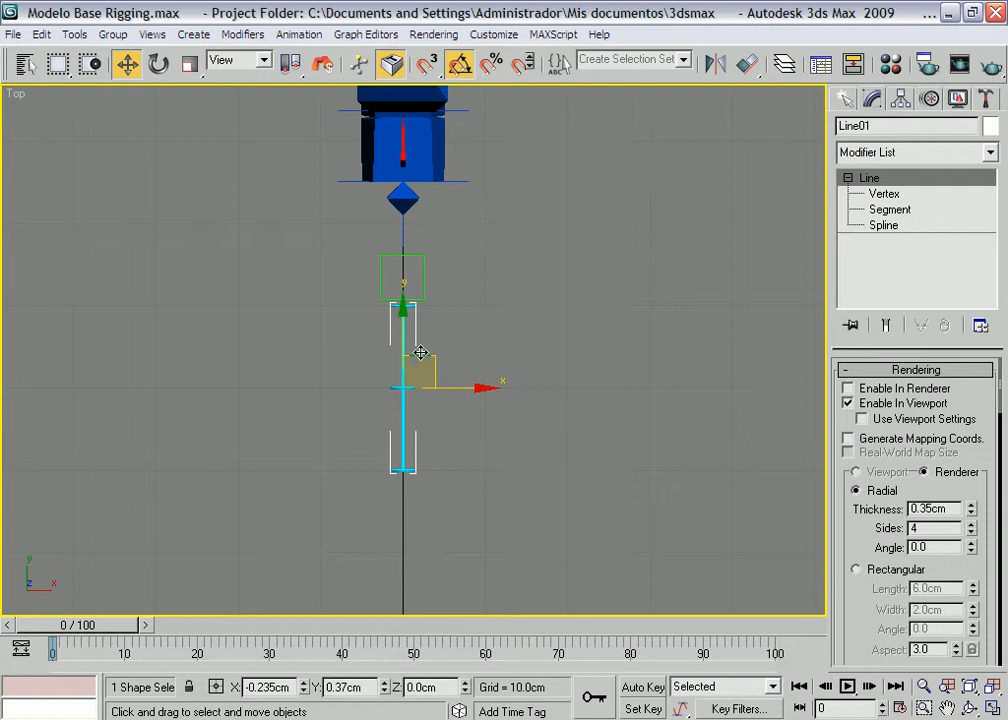 Modelo Base Rigging.max - Project Folder: C:\Documents and Settings\Administrador\Mis documentos\3dsmax - Autodesk 3ds Max 2009 ...
File Edit Tools Group Views Create Modifiers Animation Graph Editors Rendering Customize MAXScript Help
View
3
%
ABC
Create Selection Set
Top
y
x
z
y
x
Line01
Modifier List
Line
Vertex
Segment
Spline
Rendering
Enable In Renderer
Enable In Viewport
Use Viewport Settings
Generate Mapping Coords.
Real-World Map Size
Viewport Renderer
Radial
Thickness: 0.35cm
Sides: 4
Angle: 0.0
Rectangular
Length: 6.0cm
Width: 2.0cm
Angle: 0.0
Aspect: 3.0
0 / 100
0 10 20 30 40 50 60 70 80 90 100
1 Shape Sele X: -0.235cm Y: 0.37cm Z: 0.0cm Grid = 10.0cm
Auto Key Selected
Click and drag to select and move objects Add Time Tag
Set Key Key Filters... 0